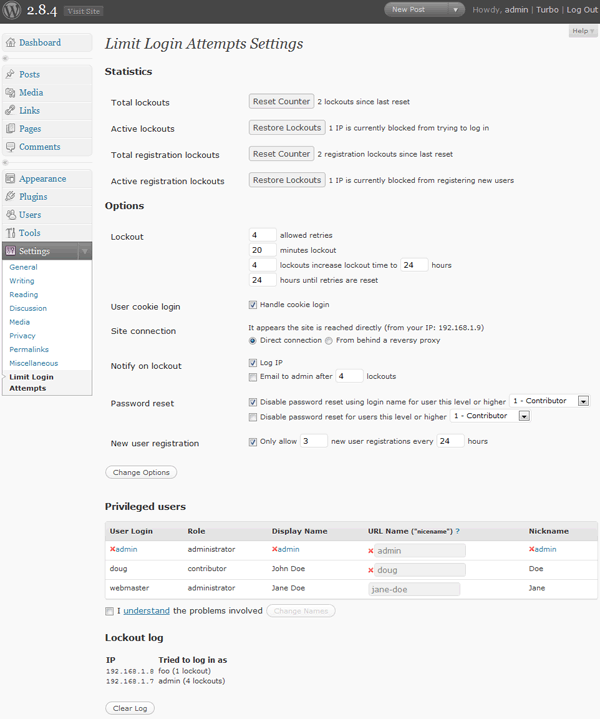 2.8.4 Visit Site New Post Howdy, admin | Turbo | Log Out
Help
Dashboard
Posts
Media
Links
Pages
Comments
Appearance
Plugins
Users
Tools
Settings
General
Writing
Reading
Discussion
Media
Privacy
Permalinks
Miscellaneous
Limit Login
Attempts
Limit Login Attempts Settings
Statistics
Total lockouts Reset Counter 2 lockouts since last reset
Active lockouts Restore Lockouts 1 IP is currently blocked from trying to log in
Total registration lockouts Reset Counter 2 registration lockouts since last reset
Active registration lockouts Restore Lockouts 1 IP is currently blocked from registering new users
Options
Lockout 4 allowed retries
20 minutes lockout
4 lockouts increase lockout time to 24 hours
24 hours until retries are reset
User cookie login Handle cookie login
Site connection It appears the site is reached directly (from your IP: 192.168.1.9)
Direct connection From behind a reversy proxy
Notify on lockout Log IP
Email to admin after 4 lockouts
Password reset Disable password reset using login name for user this level or higher 1 - Contributor
Disable password reset for users this level or higher 1 - Contributor
New user registration Only allow 3 new user registrations every 24 hours
Change Options
Privileged users
User Login Role Display Name URL Name ("nicename") ? Nickname
admin administrator admin admin admin
doug contributor John Doe doug Doe
webmaster administrator Jane Doe jane-doe Jane
I understand the problems involved Change Names
Lockout log
IP Tried to log in as
192.168.1.8 foo (1 lockout)
192.168.1.7 admin (4 lockouts)
Clear Log